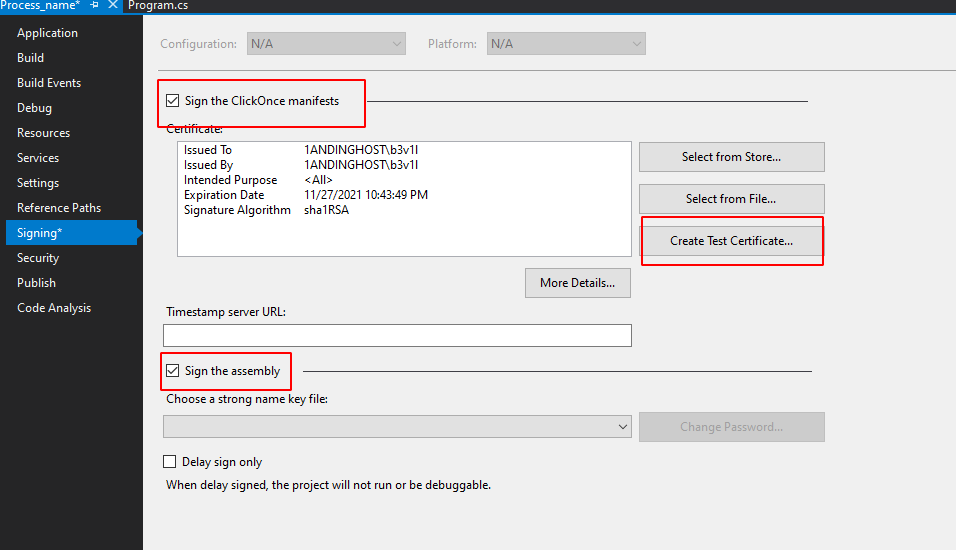 Process_name* Program.cs
Application
Build
Build Events
Debug
Resources
Services
Settings
Reference Paths
Signing*
Security
Publish
Code Analysis
Configuration: N/A Platform: N/A
Sign the ClickOnce manifests
Certificate:
Issued To 1ANDINGHOST\b3v1l
Issued By 1ANDINGHOST\b3v1l
Intended Purpose <All>
Expiration Date 11/27/2021 10:43:49 PM
Signature Algorithm sha1RSA
Select from Store...
Select from File...
Create Test Certificate...
More Details...
Timestamp server URL:
Sign the assembly
Choose a strong name key file:
Change Password...
Delay sign only
When delay signed, the project will not run or be debuggable.